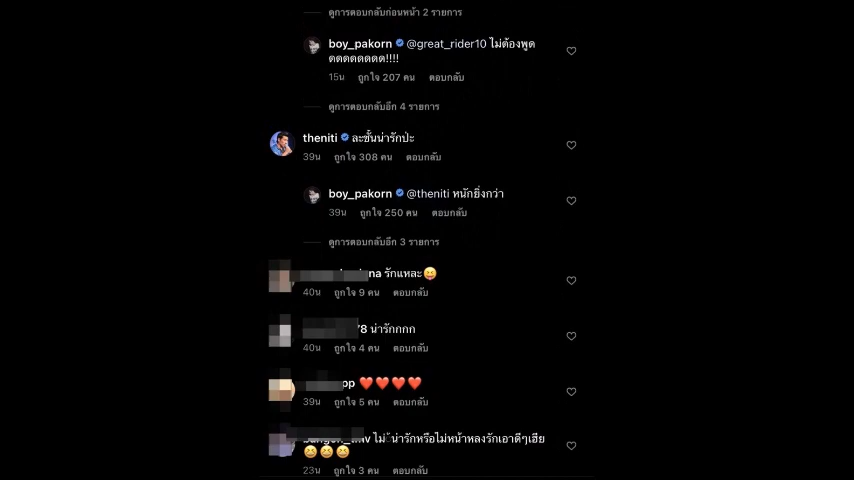 ดูการตอบกลับก่อนหน้า 2 รายการ
boy_pakorn @great_rider10 ไม่ต้องพูด
ดดดดดดดด!!!!
15น ถูกใจ 207 คน ตอบกลับ
ดูการตอบกลับอีก 4 รายการ
theniti ละชั้นน่ารักป่ะ
39น ถูกใจ 308 คน ตอบกลับ
boy_pakorn @theniti หนักยิ่งกว่า
39น ถูกใจ 250 คน ตอบกลับ
ดูการตอบกลับอีก 3 รายการ
na รักแหละ😝
40น ถูกใจ 9 คน ตอบกลับ
78 น่ารักกกก
40น ถูกใจ 4 คน ตอบกลับ
pp ❤️❤️❤️❤️
39น ถูกใจ 5 คน ตอบกลับ
ไม่น่ารักหรือไม่หน้าหลงรักเอาดีๆเฮีย
😆😆😆
23น ถูกใจ 3 คน ตอบกลับ